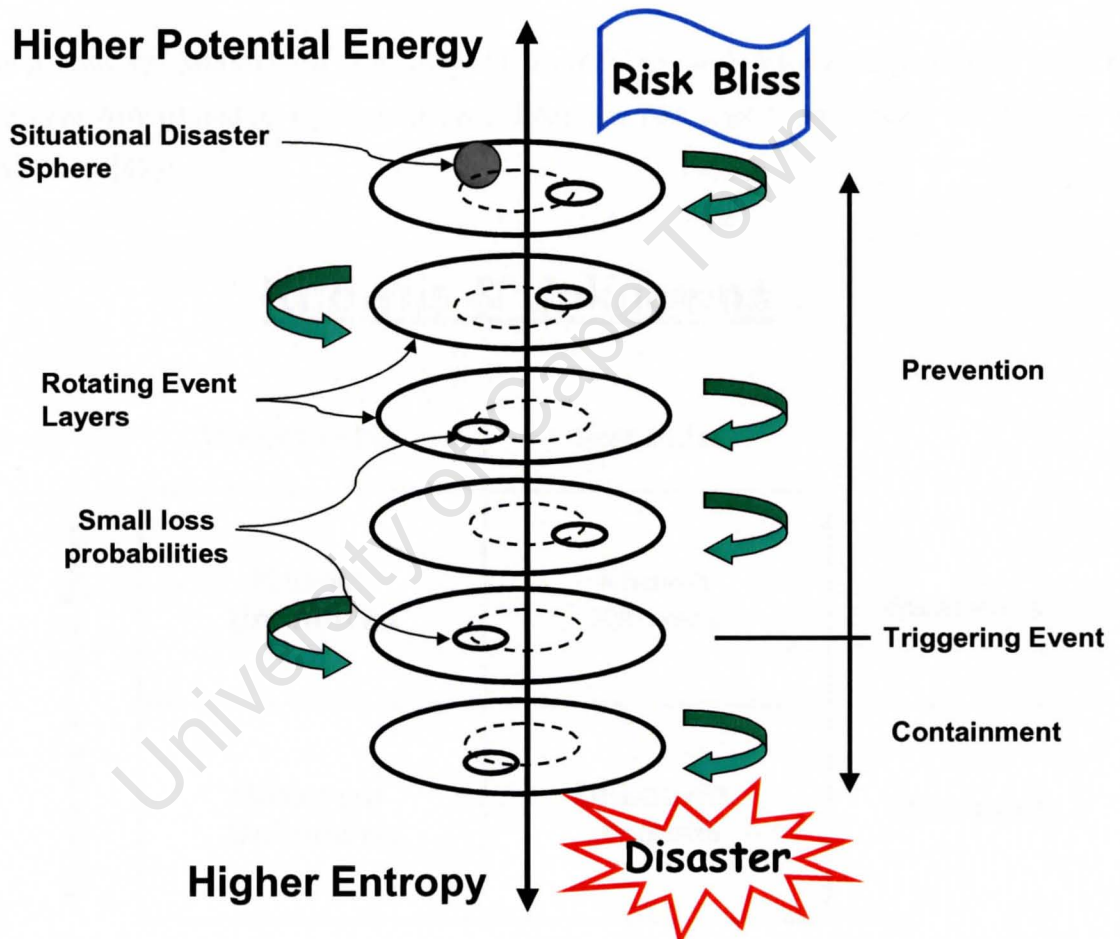 Higher Potential Energy
Risk Bliss
Situational Disaster
Sphere
Rotating Event
Layers
Prevention
Small loss
probabilities
Triggering Event
Containment
Disaster
Higher Entropy
University of Cape Town